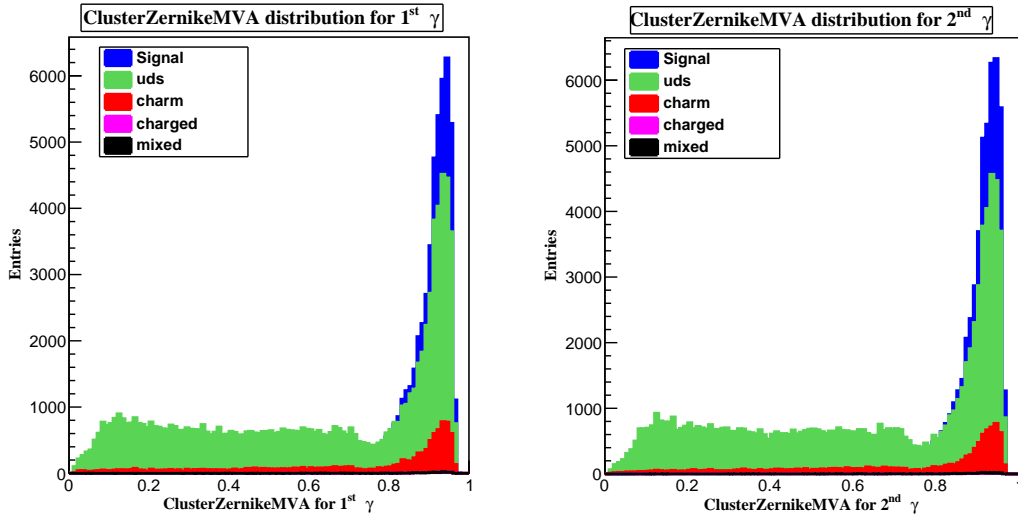 ClusterZernikeMVA distribution for 1st γ
Entries
6000
5000
4000
3000
2000
1000
0
Signal
uds
charm
charged
mixed
0 0.2 0.4 0.6 0.8 1
ClusterZernikeMVA for 1st γ
ClusterZernikeMVA distribution for 2nd γ
Entries
6000
5000
4000
3000
2000
1000
0
Signal
uds
charm
charged
mixed
0 0.2 0.4 0.6 0.8 1
ClusterZernikeMVA for 2nd γ